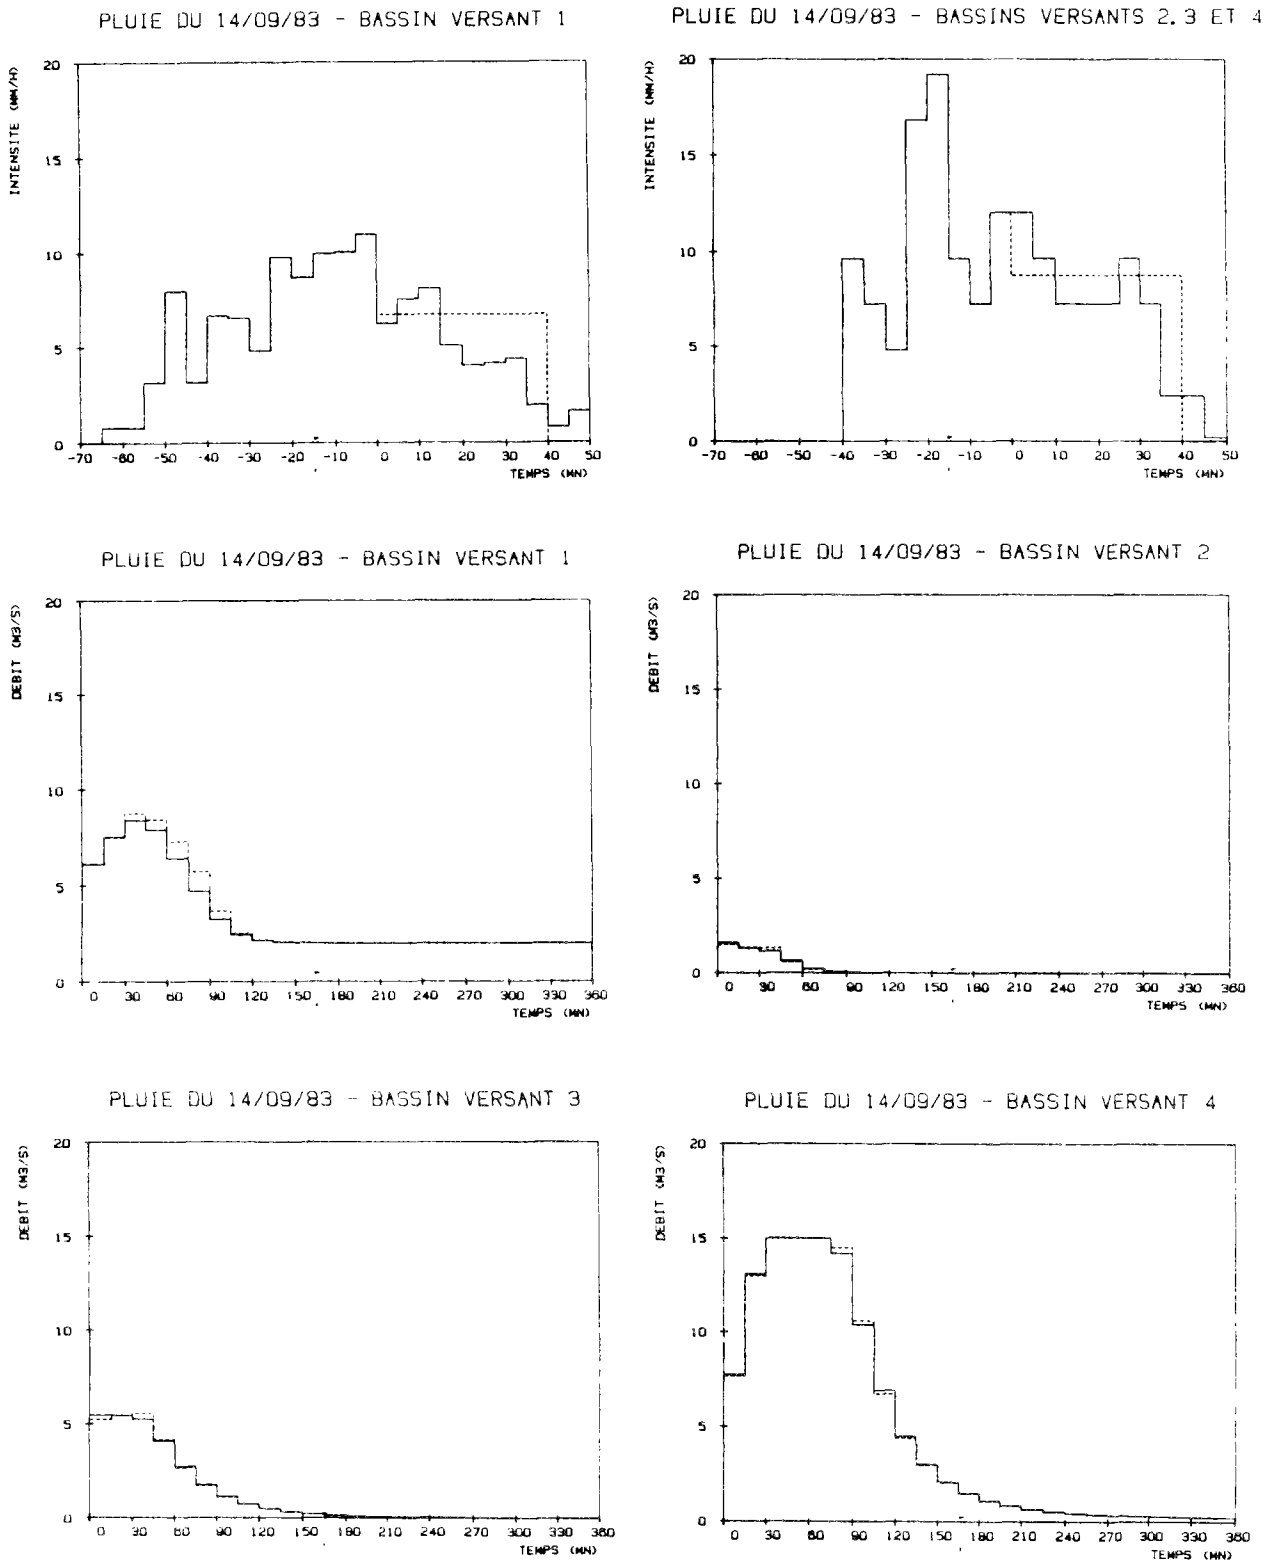 PLUIE DU 14/09/83 - BASSIN VERSANT 1
INTENSITE (MM/H)
20
15
10
5
0
-70 -60 -50 -40 -30 -20 -10 0 10 20 30 40 50
TEMPS (MN)
PLUIE DU 14/09/83 - BASSINS VERSANTS 2.3 ET 4
INTENSITE (MM/H)
20
15
10
5
0
-70 -60 -50 -40 -30 -20 -10 0 10 20 30 40 50
TEMPS (MN)
PLUIE DU 14/09/83 - BASSIN VERSANT 1
DEBIT (M3/S)
20
15
10
5
0
0 30 60 90 120 150 180 210 240 270 300 330 360
TEMPS (MN)
PLUIE DU 14/09/83 - BASSIN VERSANT 2
DEBIT (M3/S)
20
15
10
5
0
0 30 60 90 120 150 180 210 240 270 300 330 360
TEMPS (MN)
PLUIE DU 14/09/83 - BASSIN VERSANT 3
DEBIT (M3/S)
20
15
10
5
0
0 30 60 90 120 150 180 210 240 270 300 330 360
TEMPS (MN)
PLUIE DU 14/09/83 - BASSIN VERSANT 4
DEBIT (M3/S)
20
15
10
5
0
0 30 60 90 120 150 180 210 240 270 300 330 360
TEMPS (MN)